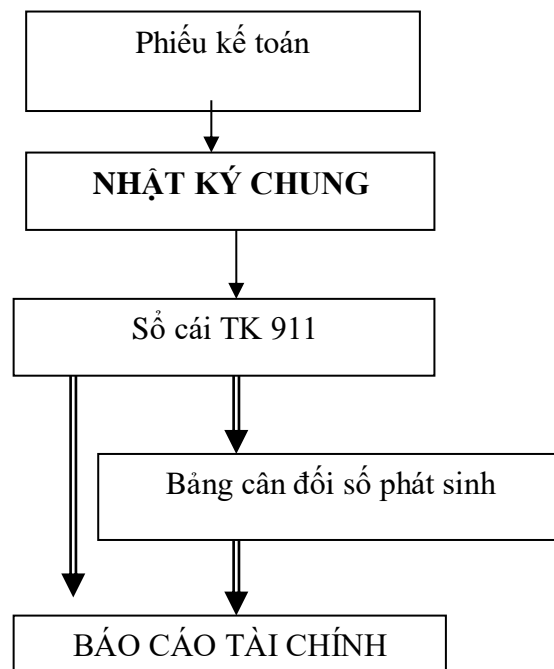 Phiếu kế toán
NHẬT KÝ CHUNG
Sổ cái TK 911
Bảng cân đối số phát sinh
BÁO CÁO TÀI CHÍNH